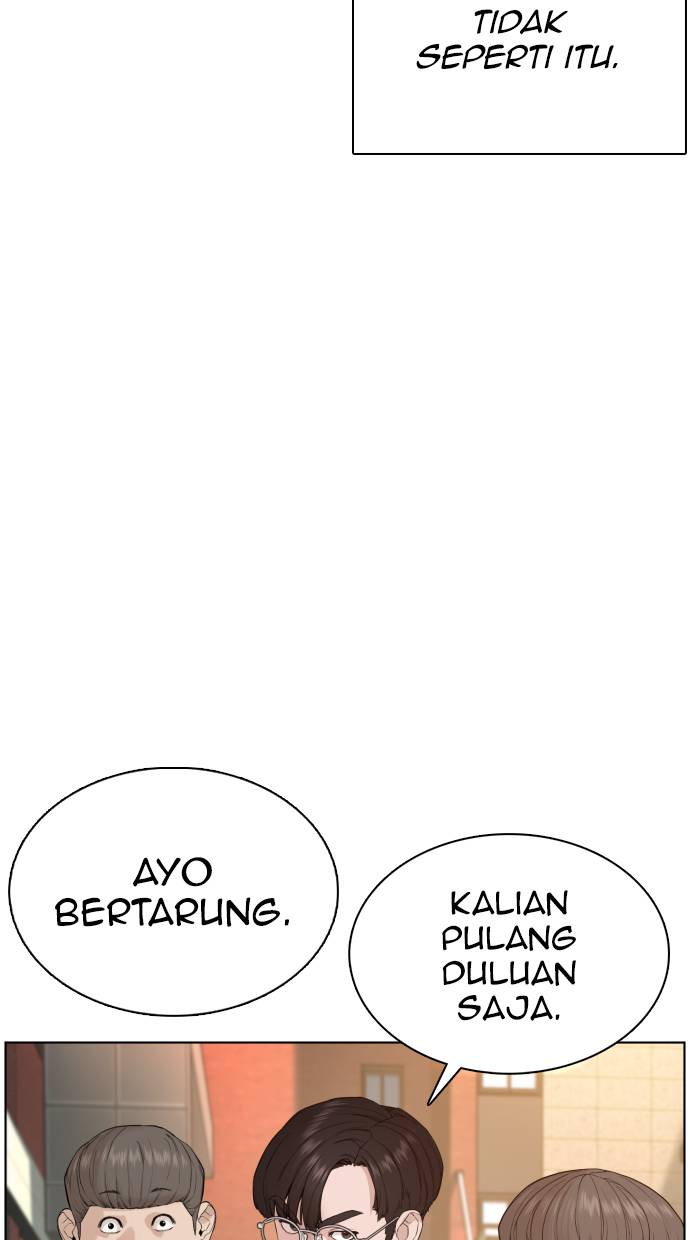 TIDAK
SEPERTI ITU.
AYO
BERTARUNG.
KALIAN
PULANG
DULUAN
SAJA.